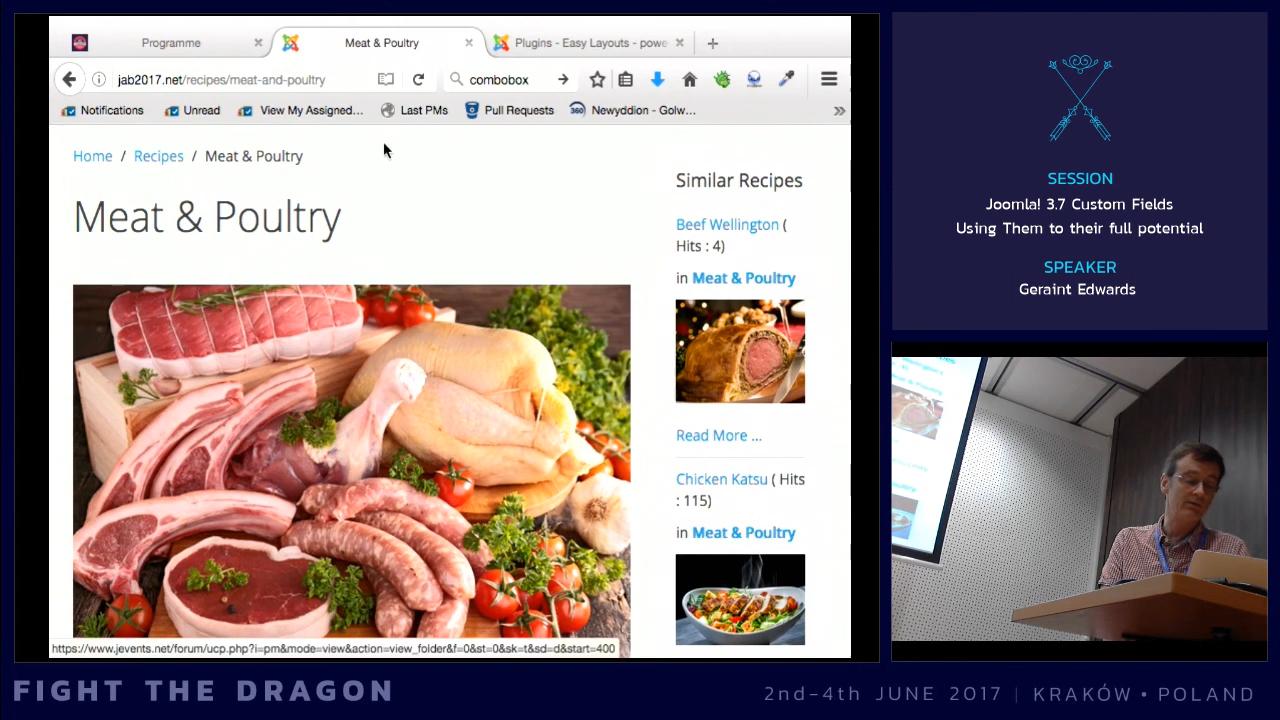 Programme
Meat & Poultry
Plugins - Easy Layouts - powe
jab2017.net/recipes/meat-and-poultry
combobox
Notifications
Unread
View My Assigned...
Last PMs
Pull Requests
360
Newyddion - Golw...
Home / Recipes / Meat & Poultry
Meat & Poultry
Similar Recipes
Beef Wellington (
Hits : 4)
in Meat & Poultry
Read More ...
Chicken Katsu ( Hits
: 115)
in Meat & Poultry
https://www.jevents.net/forum/ucp.php?i=pm&mode=view&action=view_folder&f=0&st=0&sk=t&sd=d&start=400
SESSION
Joomla! 3.7 Custom Fields
Using Them to their full potential
SPEAKER
Geraint Edwards
FIGHT THE DRAGON
2nd-4th JUNE 2017 | KRAKÓW • POLAND